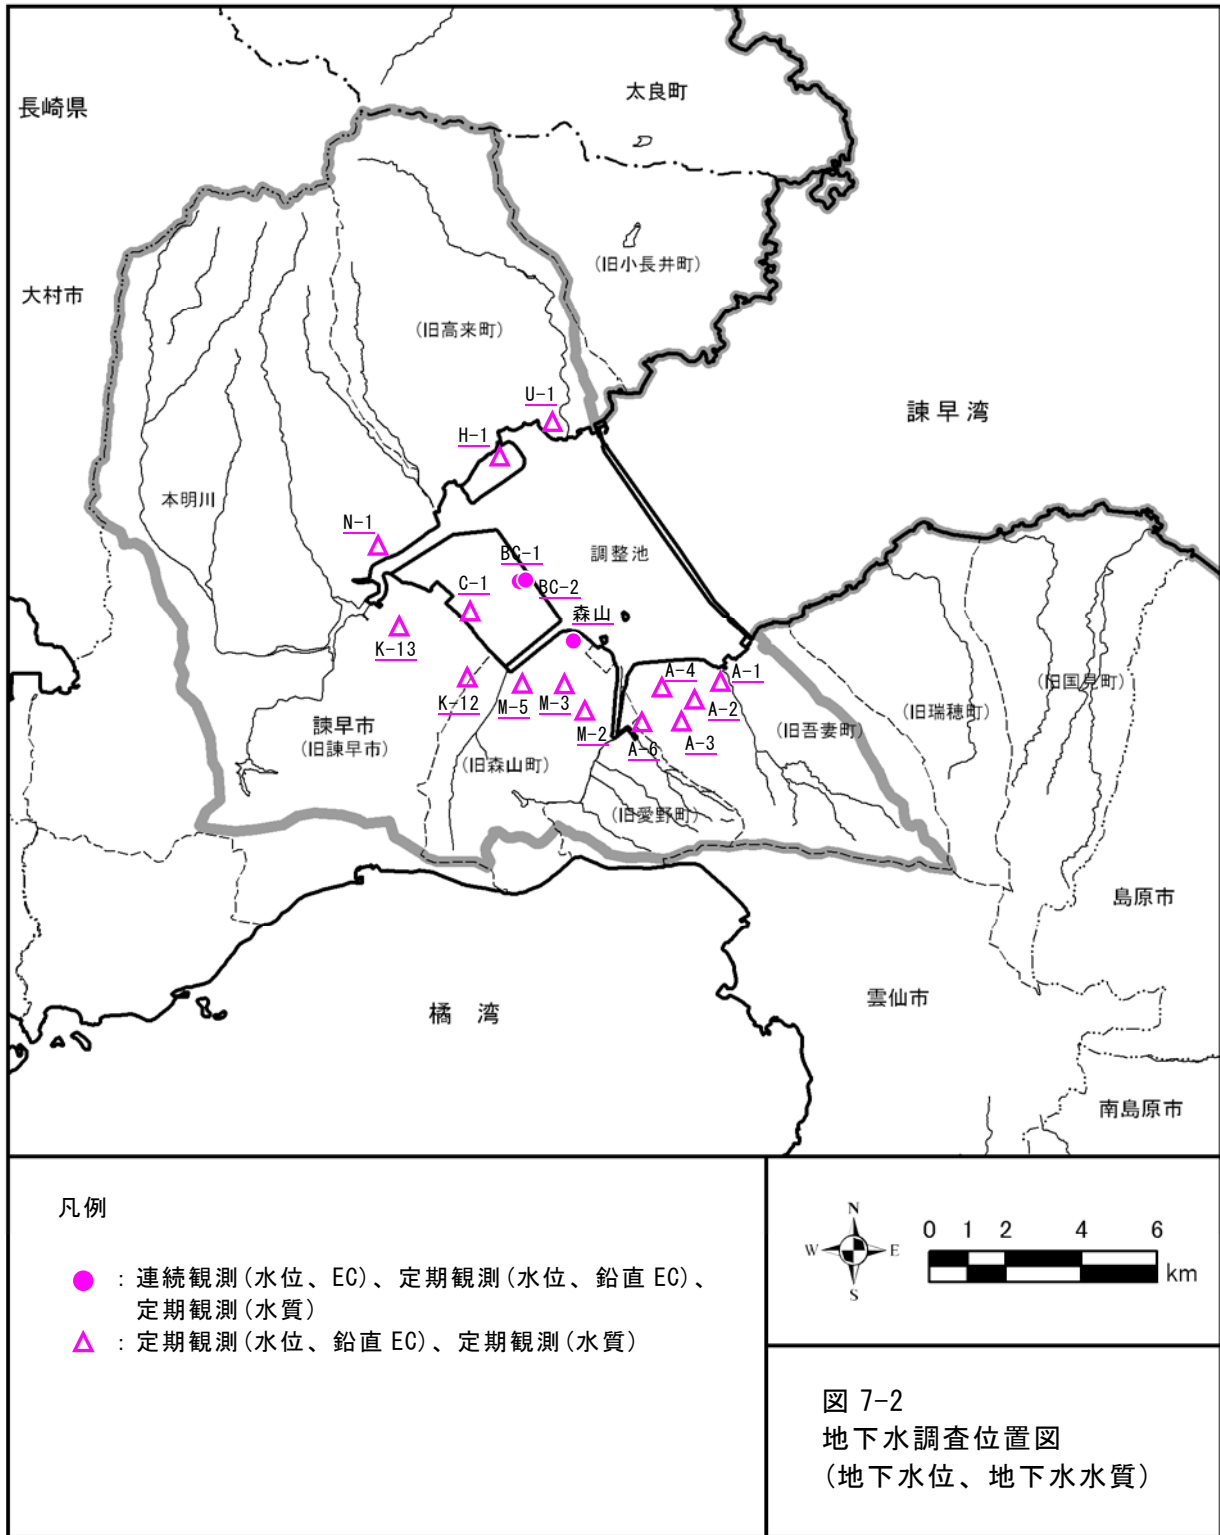 太良町
長崎県
(旧小長井町)
大村市
(旧高来町)
U-1
諫早湾
H-1
本明川
N-1
調整池
BC-1
BC-2
C-1
森山
K-13
A-4
A-1
(旧国見町)
K-12
M-5
M-3
A-2
(旧瑞穂町)
諫早市
(旧諫早市)
M-2
A-6
A-3
(旧吾妻町)
(旧森山町)
(旧愛野町)
島原市
雲仙市
橘 湾
南島原市
凡例
● : 連続観測(水位、EC)、定期観測(水位、鉛直 EC)、
定期観測(水質)
△ : 定期観測(水位、鉛直 EC)、定期観測(水質)
N
W E
S
0 1 2 4 6
km
図 7-2
地下水調査位置図
(地下水位、地下水水質)